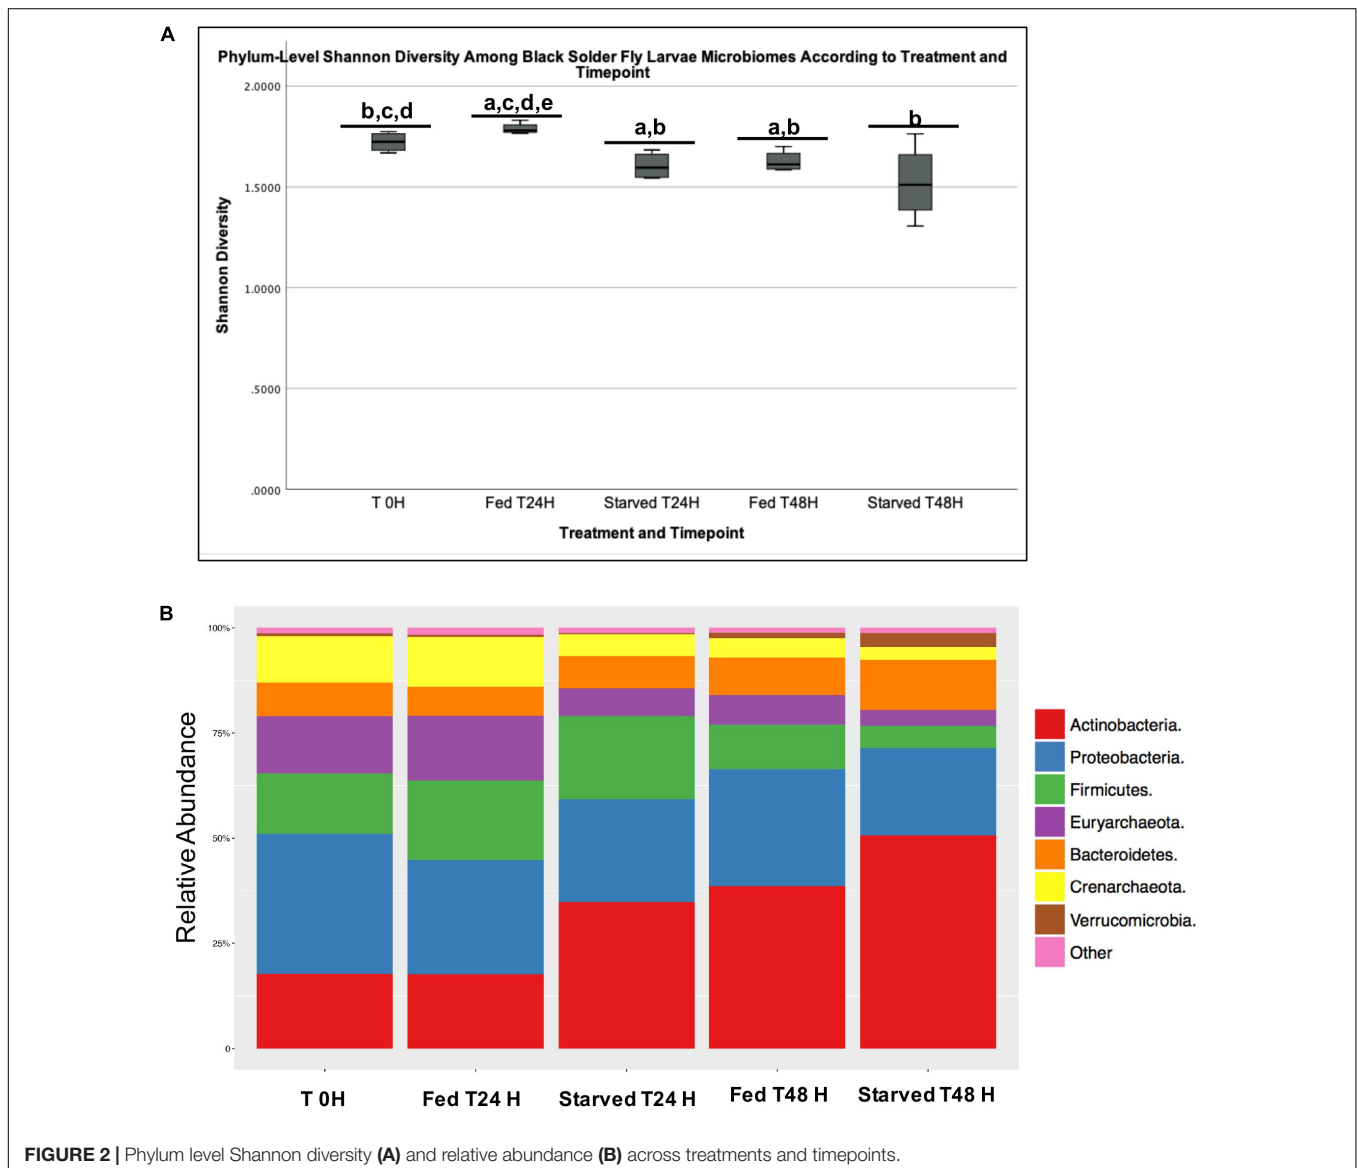 A
Phylum-Level Shannon Diversity Among Black Solder Fly Larvae Microbiomes According to Treatment and
Timepoint
2.0000
1.5000
1.0000
.5000
.0000
Shannon Diversity
b,c,d
a,c,d,e
a,b
a,b
b
T 0H
Fed T24H
Starved T24H
Fed T48H
Starved T48H
Treatment and Timepoint
B
100%
75%
50%
25%
0
Relative Abundance
T 0H
Fed T24 H
Starved T24 H
Fed T48 H
Starved T48 H
Actinobacteria.
Proteobacteria.
Firmicutes.
Euryarchaeota.
Bacteroidetes.
Crenarchaeota.
Verrucomicrobia.
Other
FIGURE 2 | Phylum level Shannon diversity (A) and relative abundance (B) across treatments and timepoints.